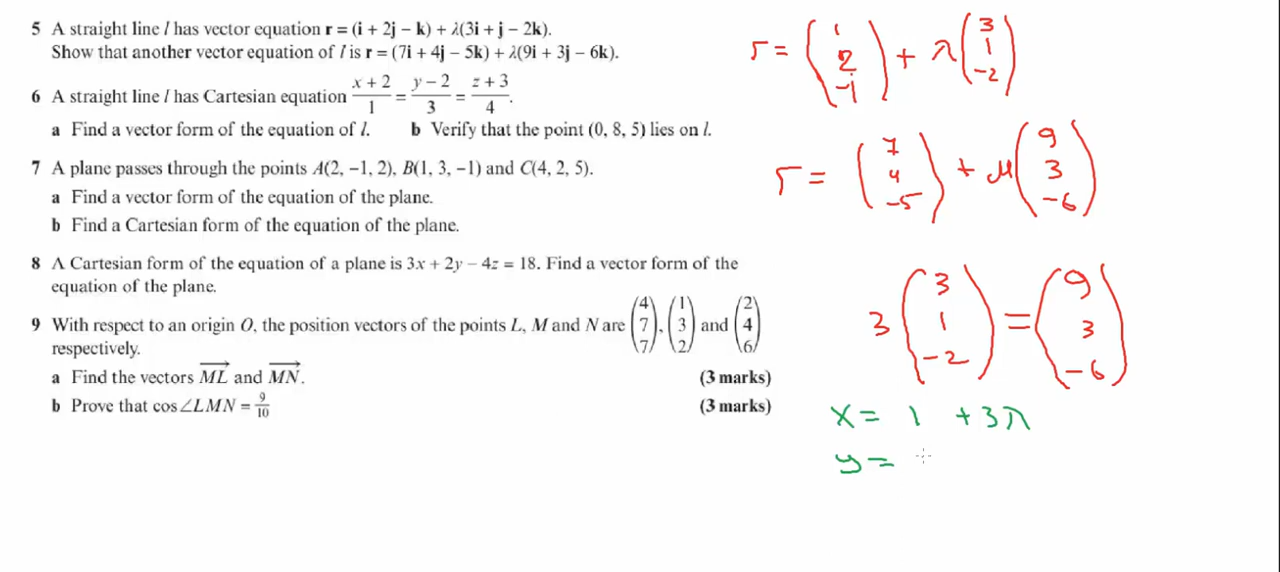 5 A straight line l has vector equation r = (i + 2j − k) + λ(3i + j − 2k).
Show that another vector equation of l is r = (7i + 4j − 5k) + λ(9i + 3j − 6k).
6 A straight line l has Cartesian equation (x + 2)/1 = (y − 2)/3 = (z + 3)/4.
a Find a vector form of the equation of l. b Verify that the point (0, 8, 5) lies on l.
7 A plane passes through the points A(2, −1, 2), B(1, 3, −1) and C(4, 2, 5).
a Find a vector form of the equation of the plane.
b Find a Cartesian form of the equation of the plane.
8 A Cartesian form of the equation of a plane is 3x + 2y − 4z = 18. Find a vector form of the
equation of the plane.
9 With respect to an origin O, the position vectors of the points L, M and N are (4 7 7), (1 3 2) and (2 4 6)
respectively.
a Find the vectors ML and MN. (3 marks)
b Prove that cos∠LMN = 9/10 (3 marks)
r = (1 2 -1) + λ(3 1 -2)
r = (7 4 -5) + μ(9 3 -6)
3(3 1 -2) = (9 3 -6)
x = 1 + 3λ
y =